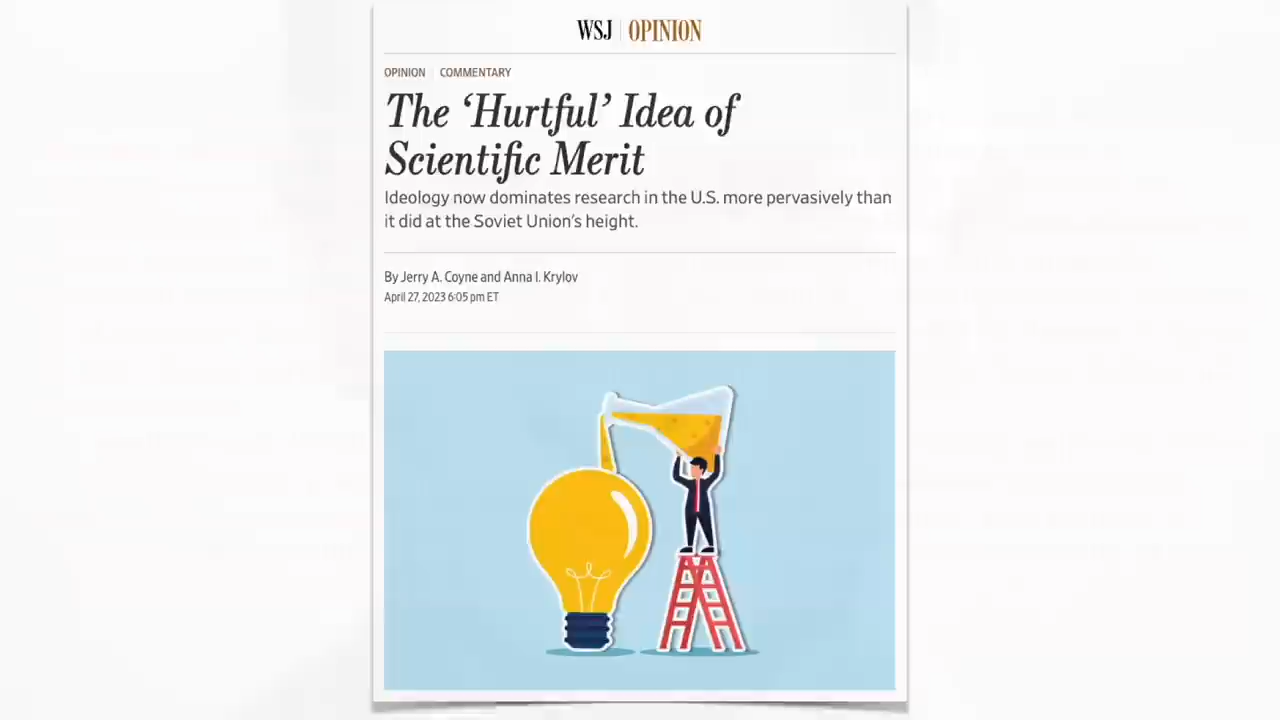 WSJ | OPINION
OPINION | COMMENTARY
The ‘Hurtful’ Idea of
Scientific Merit
Ideology now dominates research in the U.S. more pervasively than
it did at the Soviet Union’s height.
By Jerry A. Coyne and Anna I. Krylov
April 27, 2023 6:05 pm ET